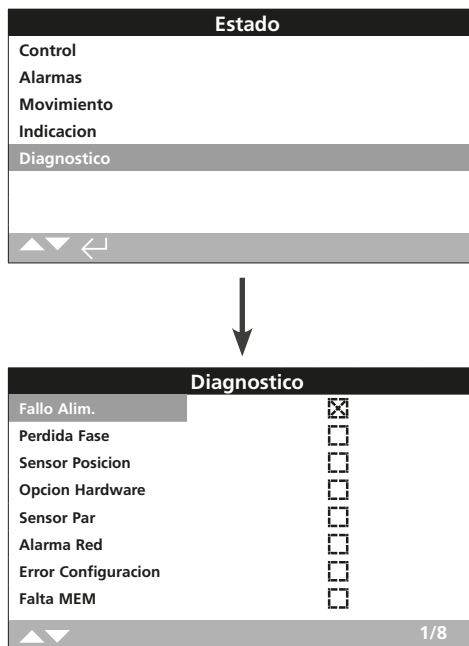 Estado
Control
Alarmas
Movimiento
Indicacion
Diagnostico
Diagnostico
Fallo Alim.
Perdida Fase
Sensor Posicion
Opcion Hardware
Sensor Par
Alarma Red
Error Configuracion
Falta MEM
1/8